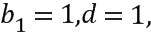 b₁ = 1,d = 1,